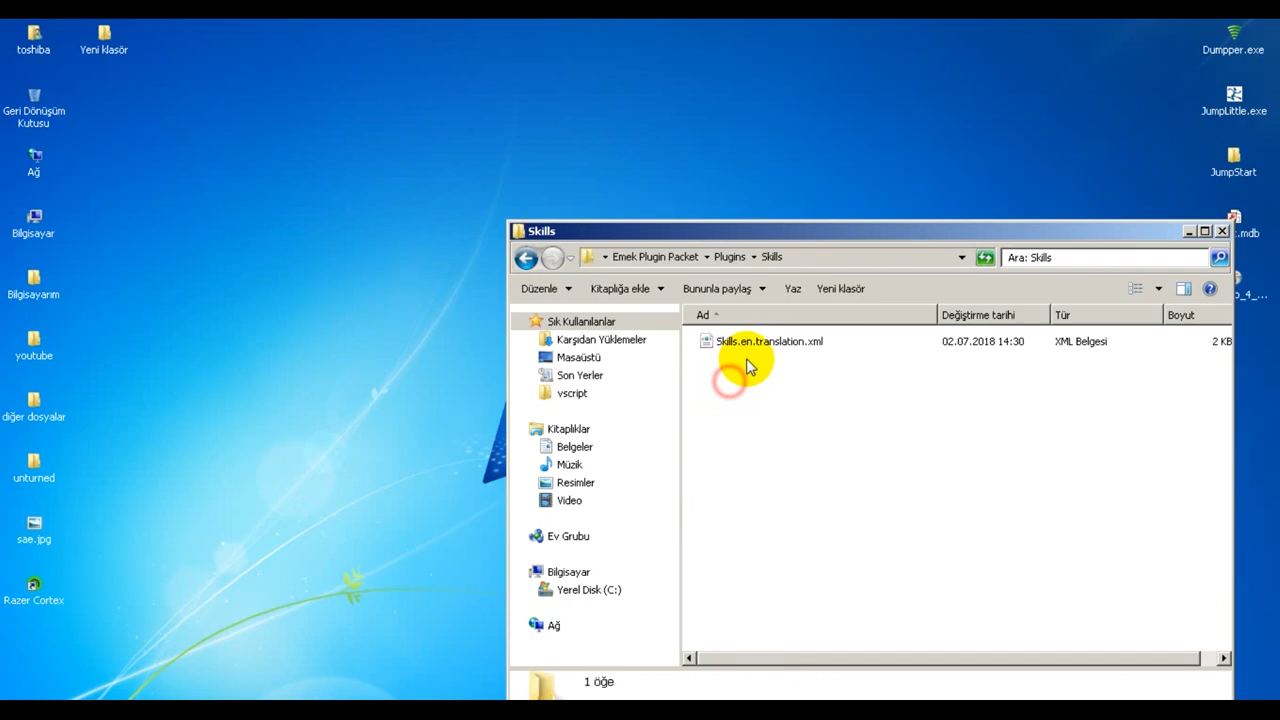 toshiba
Yeni klasör
Geri Dönüşüm
Kutusu
Ağ
Bilgisayar
Bilgisayarım
youtube
diğer dosyalar
unturned
sae.jpg
Razer Cortex
Dumpper.exe
JumpLittle.exe
JumpStart
Skills
Emek Plugin Packet
Plugins
Skills
Ara: Skills
Düzenle
Kitaplığa ekle
Bununla paylaş
Yaz
Yeni klasör
Sık Kullanılanlar
Karşıdan Yüklemeler
Masaüstü
Son Yerler
vscript
Kitaplıklar
Belgeler
Müzik
Resimler
Video
Ev Grubu
Bilgisayar
Yerel Disk (C:)
Ağ
Ad
Değiştirme tarihi
Tür
Boyut
Skills.en.translation.xml
02.07.2018 14:30
XML Belgesi
2 KB
1 öğe